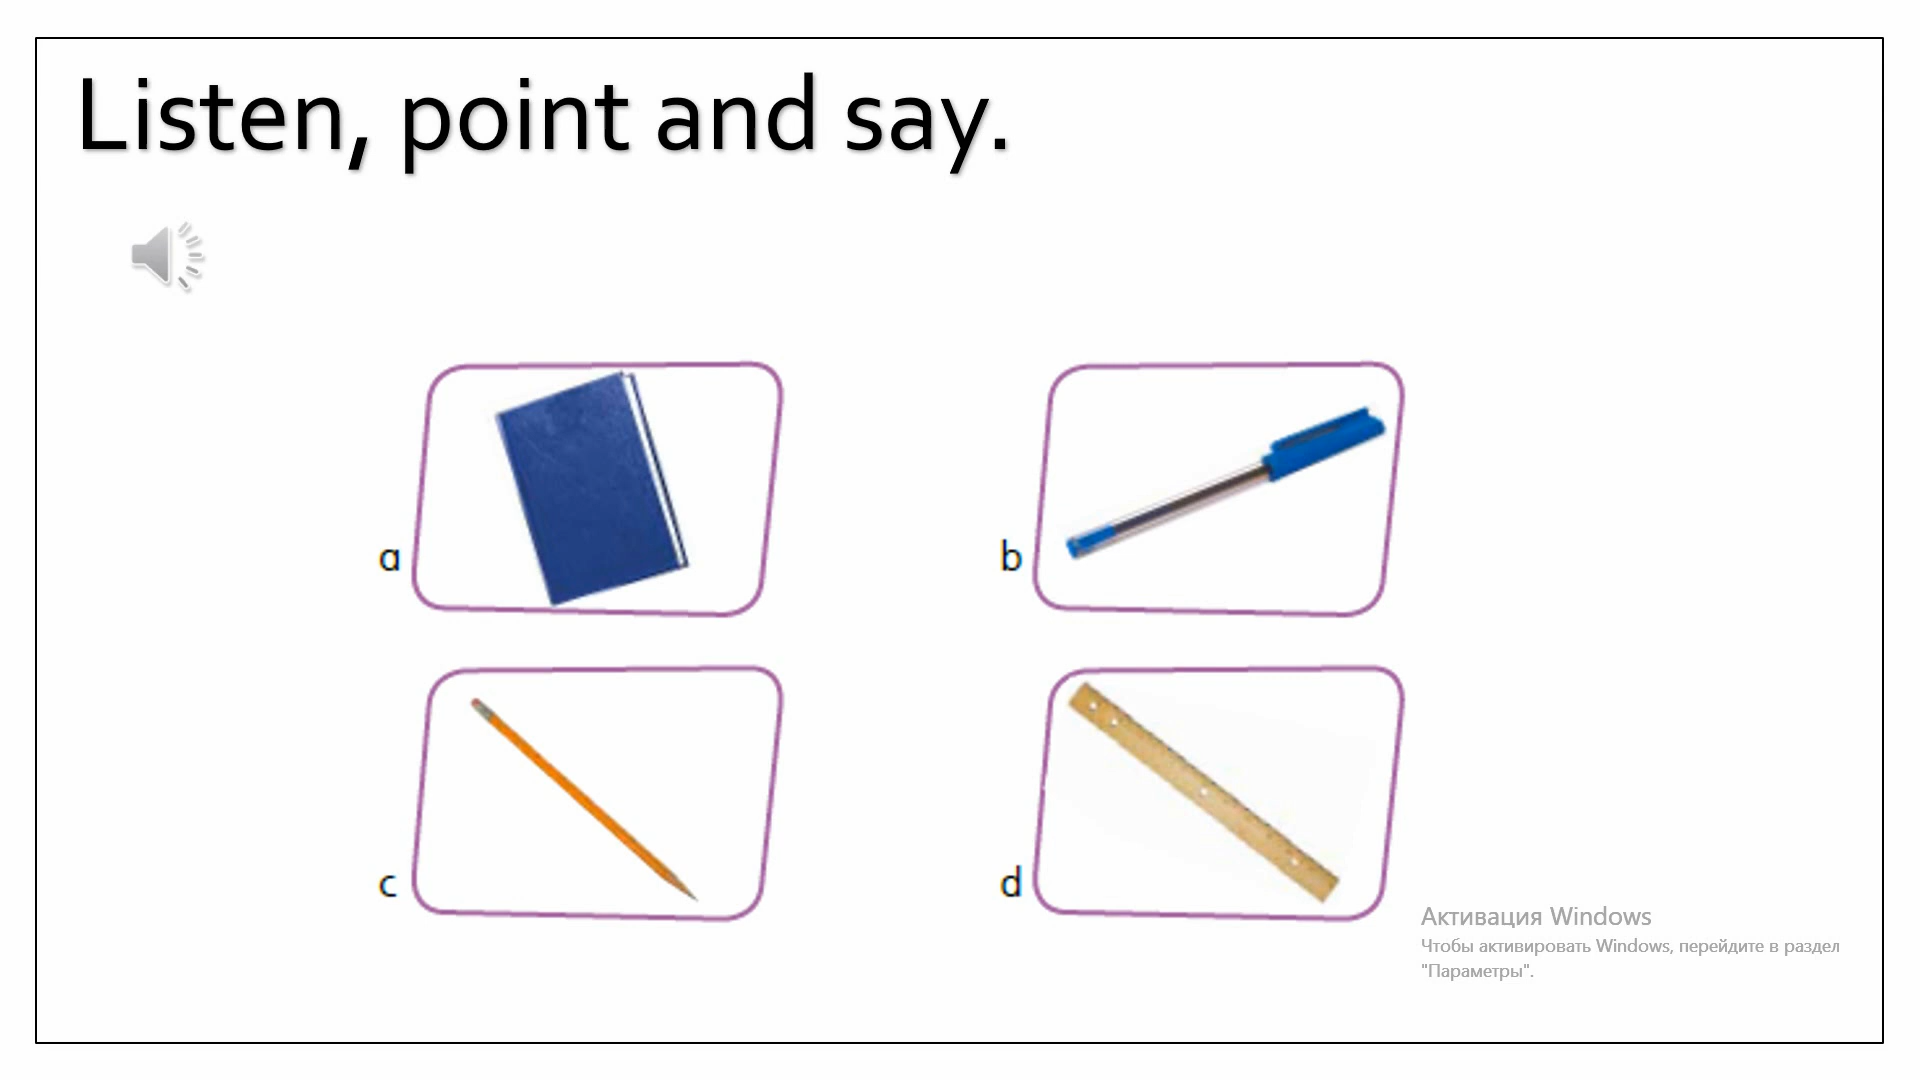 Listen, point and say.
a
b
c
d
Активация Windows
Чтобы активировать Windows, перейдите в раздел
"Параметры".